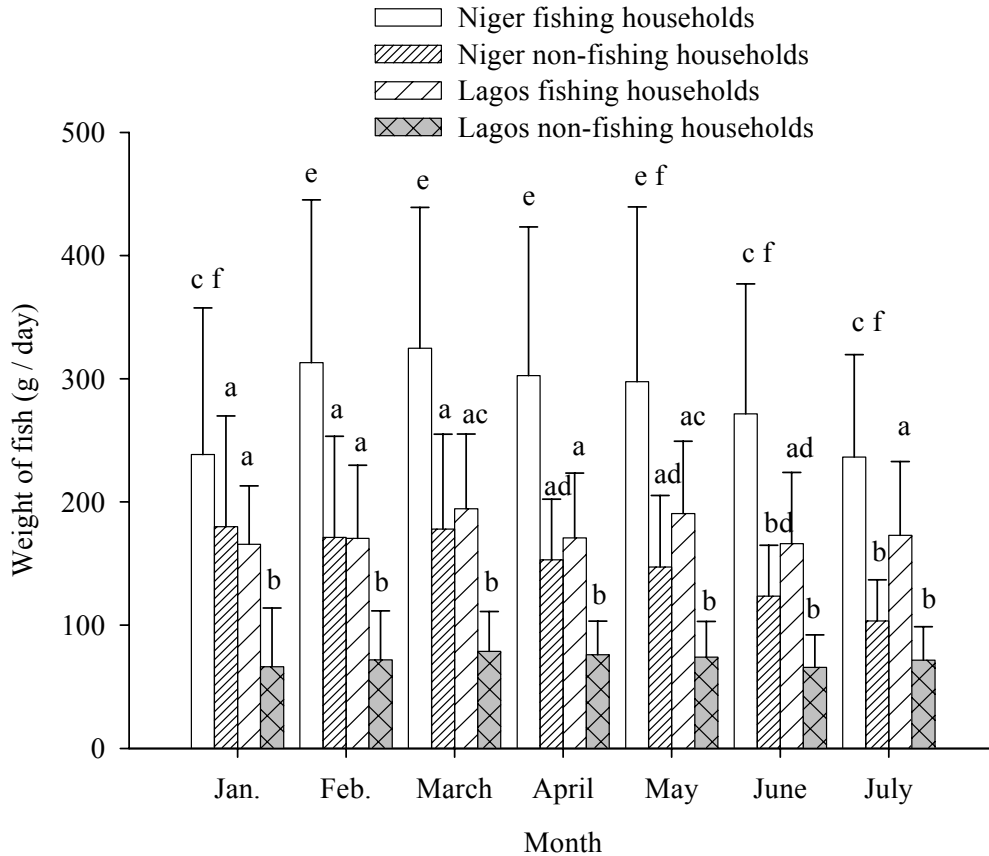 Niger fishing households
Niger non-fishing households
Lagos fishing households
Lagos non-fishing households
500
400
300
200
100
0
Weight of fish (g / day)
c f
a
a
b
e
a
a
b
e
a
ac
b
e
ad
a
b
e f
ad
ac
b
c f
bd
ad
b
c f
b
a
b
Jan.
Feb.
March
April
May
June
July
Month